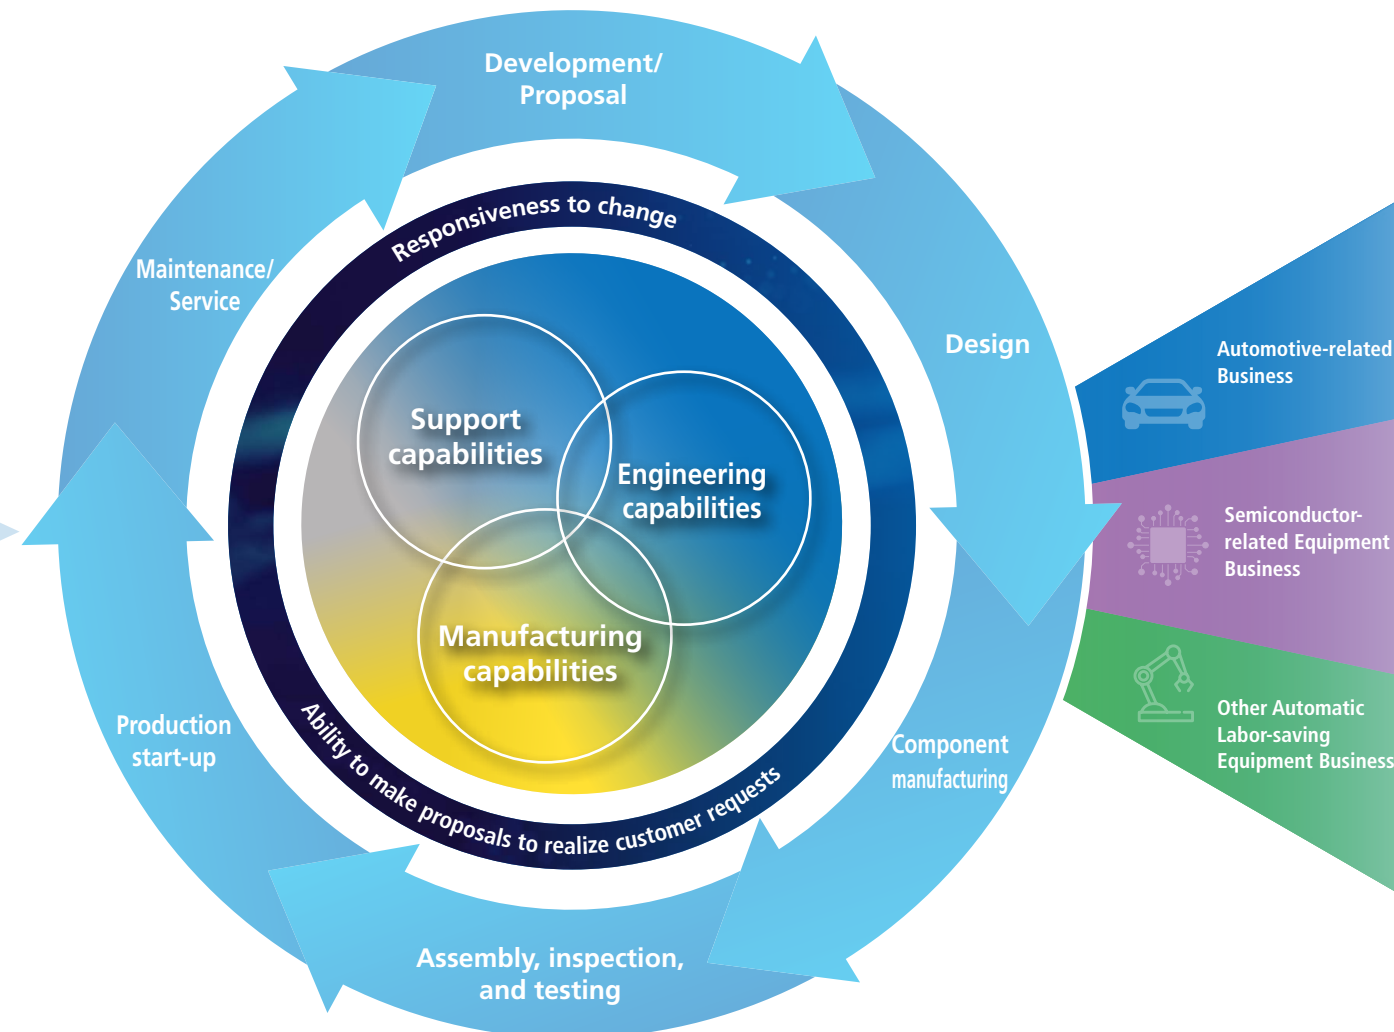 Development/
Proposal
Responsiveness to change
Maintenance/
Service
Design
Automotive-related
Business
Support
capabilities
Engineering
capabilities
Semiconductor-
related Equipment
Business
Manufacturing
capabilities
Other Automatic
Labor-saving
Equipment Business
Production
start-up
Component
manufacturing
Ability to make proposals to realize customer requests
Assembly, inspection,
and testing